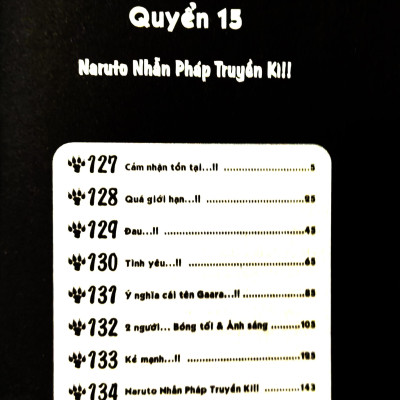 Quyển 15
Naruto Nhẫn Pháp Truyền Kì!!
127 Cảm nhận tồn tại...!! 5
128 Quá giới hạn...!! 25
129 Đau...!! 45
130 Tình yêu...!! 65
131 Ý nghĩa cái tên Gaara...!! 85
132 2 người... Bóng tối & Ánh sáng 105
133 Kẻ mạnh...!! 125
134 Naruto Nhẫn Pháp Truyền Kì!! 143